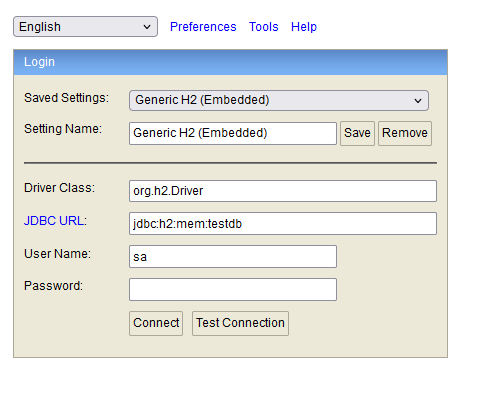 English Preferences Tools Help
Login
Saved Settings: Generic H2 (Embedded)
Setting Name: Generic H2 (Embedded) Save Remove
Driver Class: org.h2.Driver
JDBC URL: jdbc:h2:mem:testdb
User Name: sa
Password:
Connect Test Connection